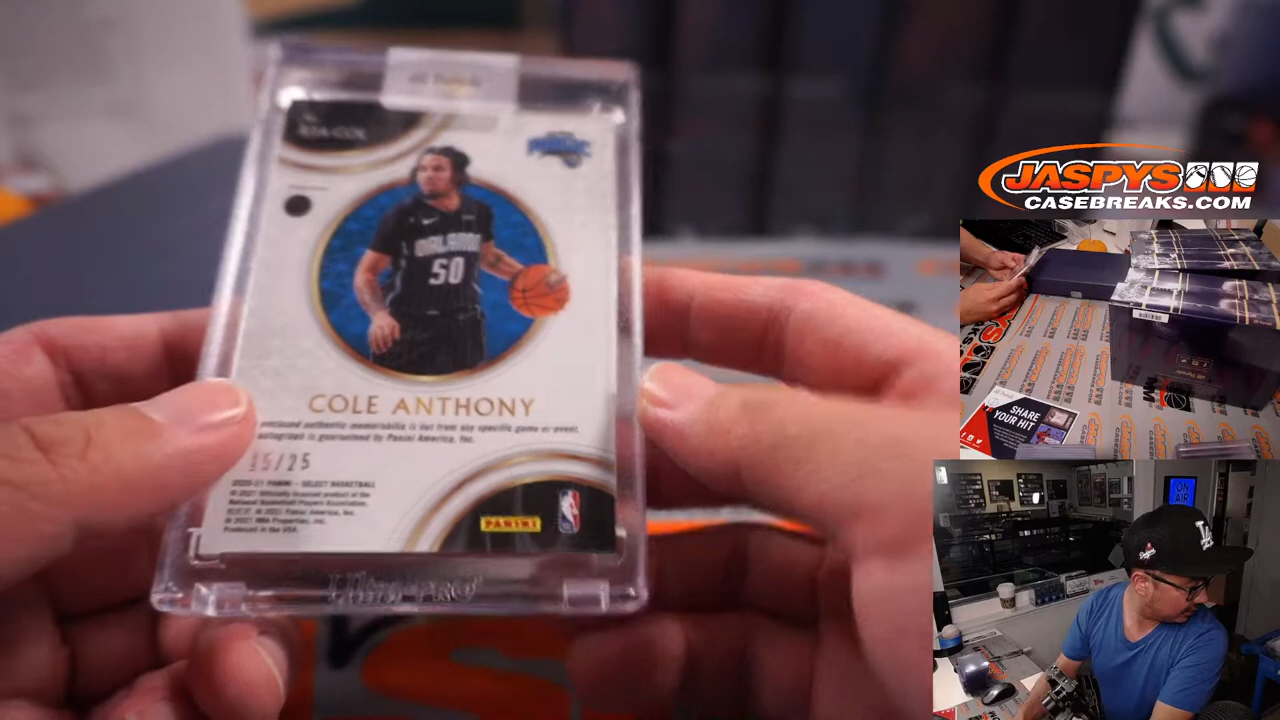 MAGIC
ORLANDO
50
COLE ANTHONY
enclosed authentic memorabilia is not from any specific game or event.
autograph is guaranteed by Panini America, Inc.
15/25
2020-21 PANINI – SELECT BASKETBALL
© 2021 Officially licensed product of the
National Basketball Players Association.
© 2021 Panini America, Inc.
© 2021 NBA Properties, Inc.
Produced in the USA.
PANINI
JASPYS
CASEBREAKS.COM
SHARE
YOUR HIT
ON
AIR
LA